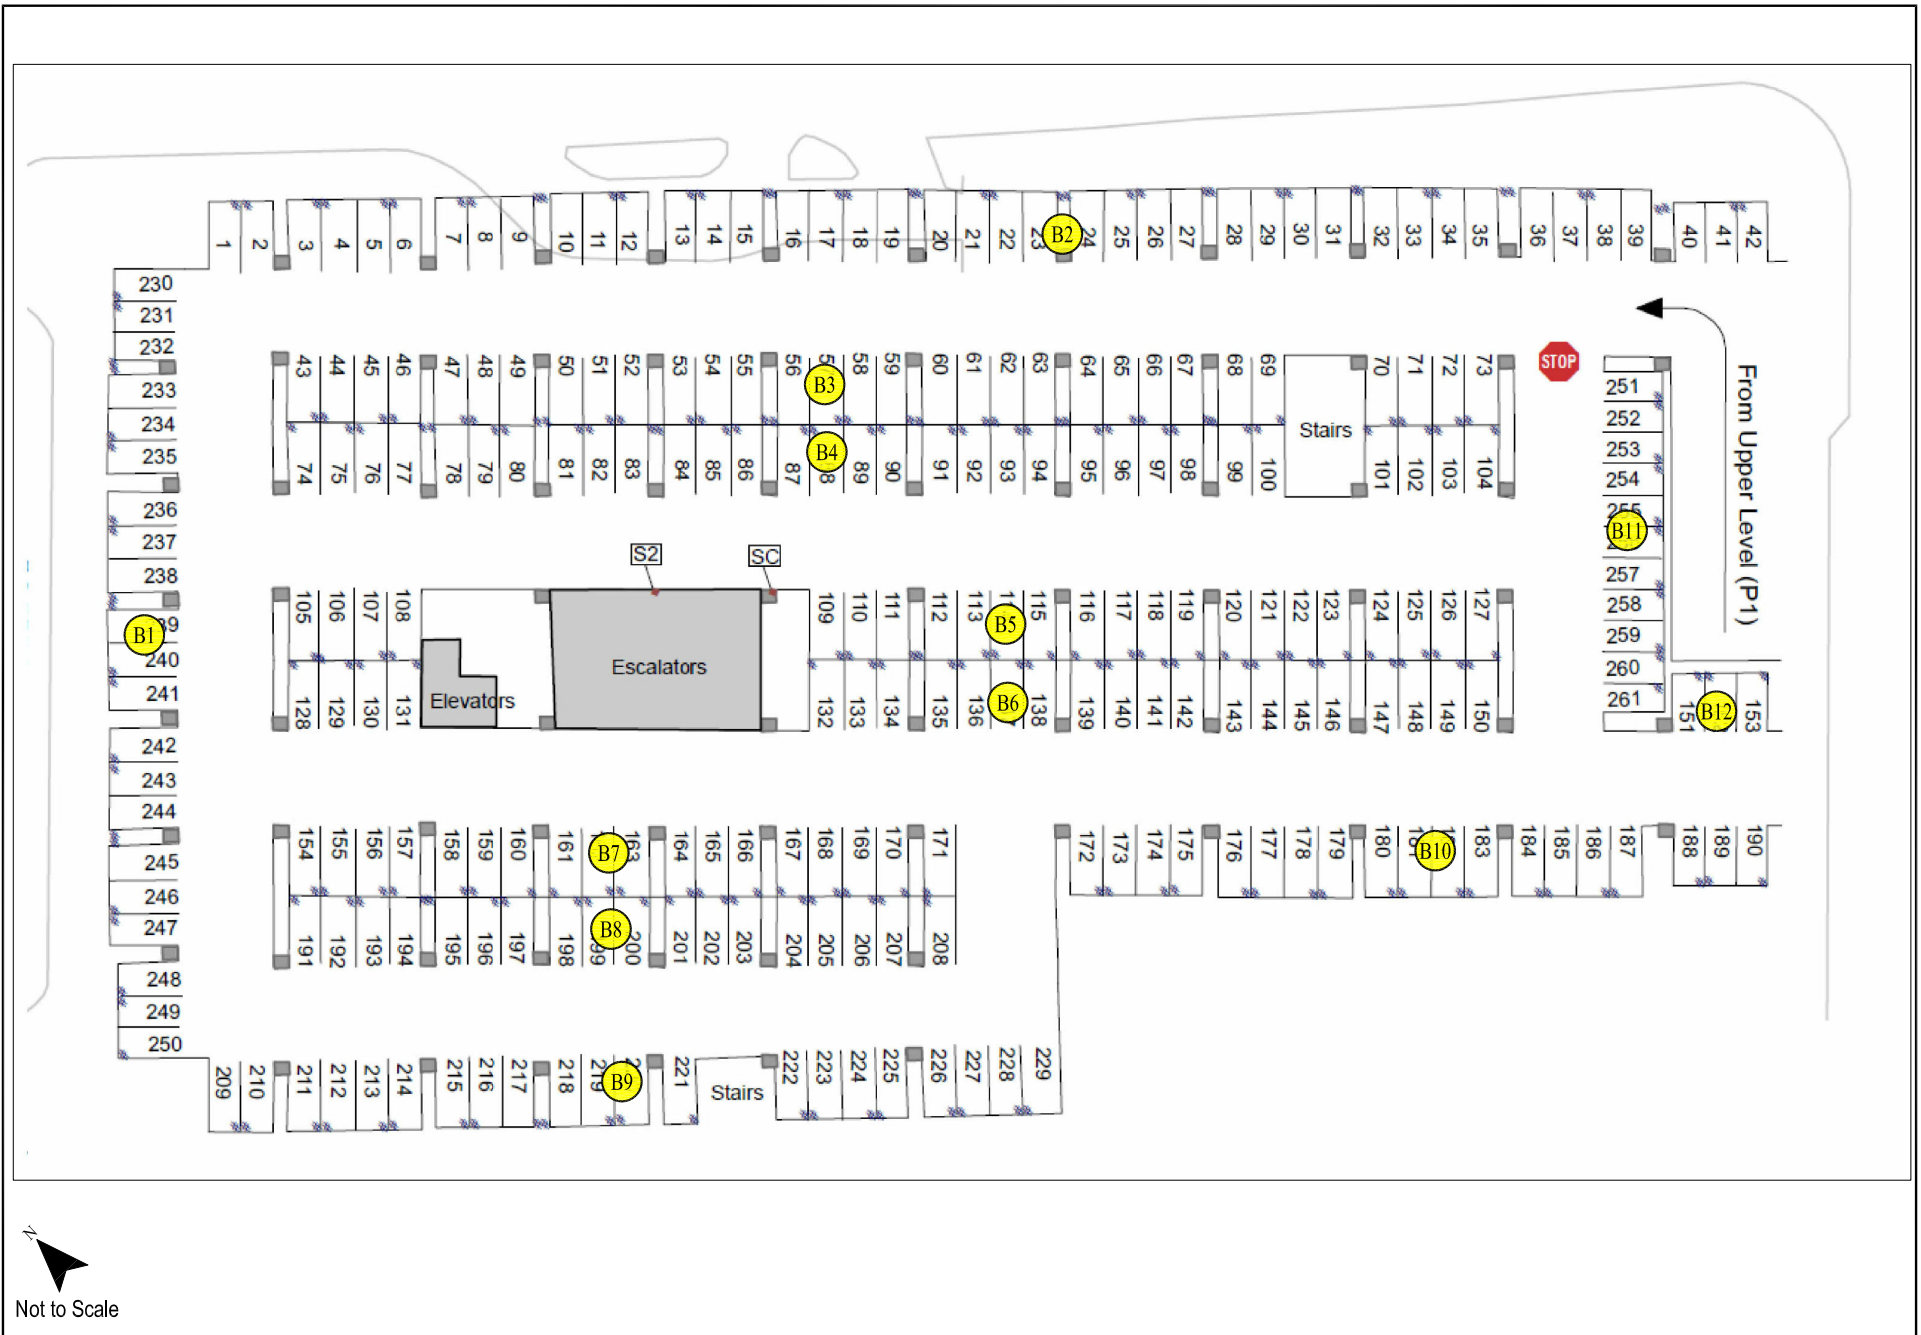 1 2 3 4 5 6 7 8 9 10 11 12 13 14 15 16 17 18 19 20 21 22 23 B2 24 25 26 27 28 29 30 31 32 33 34 35 36 37 38 39 40 41 42
230
231
232
233
234
235
236
237
238
B1
240
241
242
243
244
245
246
247
248
249
250
43 44 45 46 47 48 49 50 51 52 53 54 55 56 B3 58 59 60 61 62 63 64 65 66 67 68 69 70 71 72 73
STOP
74 75 76 77 78 79 80 81 82 83 84 85 86 87 B4 89 90 91 92 93 94 95 96 97 98 99 100 Stairs 101 102 103 104
251
252
253
254
255
B11
257
258
259
260
261
From Upper Level (P1)
S2 SC
105 106 107 108 109 110 111 112 113 B5 115 116 117 118 119 120 121 122 123 124 125 126 127
Escalators
Elevators
128 129 130 131 132 133 134 135 136 B6 138 139 140 141 142 143 144 145 146 147 148 149 150 151 B12 153
154 155 156 157 158 159 160 161 B7 163 164 165 166 167 168 169 170 171 172 173 174 175 176 177 178 179 180 B10 183 184 185 186 187 188 189 190
191 192 193 194 195 196 197 198 B8 200 201 202 203 204 205 206 207 208
209 210 211 212 213 214 215 216 217 218 219 B9 221 Stairs 222 223 224 225 226 227 228 229
N
Not to Scale